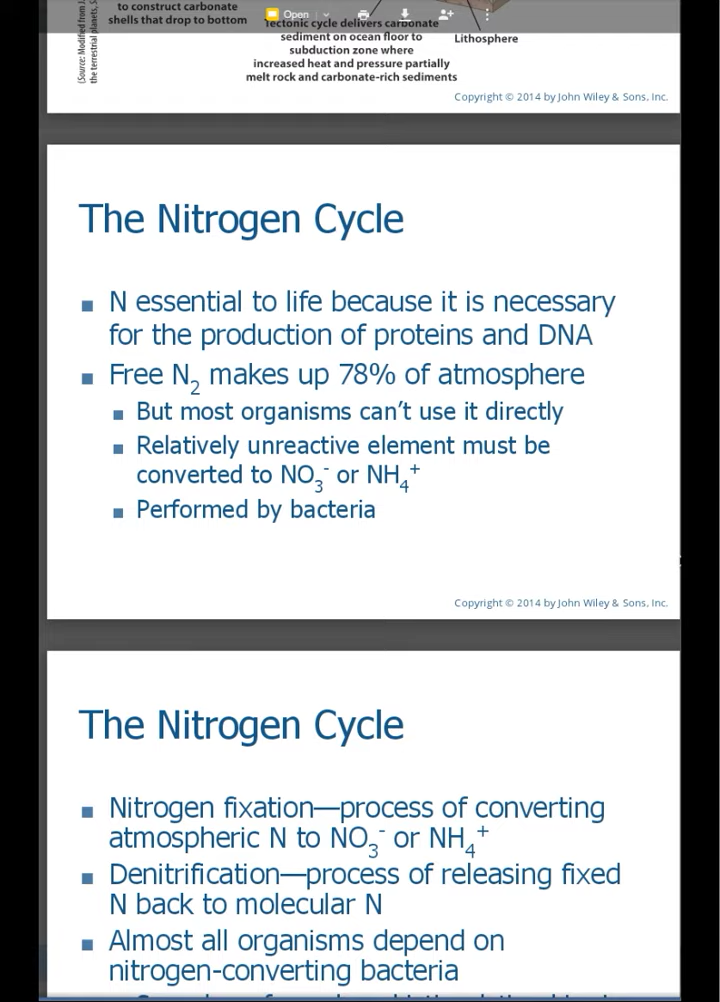 to construct carbonate
shells that drop to bottom
Open
Tectonic cycle delivers carbonate
sediment on ocean floor to
subduction zone where
increased heat and pressure partially
melt rock and carbonate-rich sediments
Lithosphere
(Source: Modified from J.
the terrestrial planets, S
Copyright © 2014 by John Wiley & Sons, Inc.
The Nitrogen Cycle
■ N essential to life because it is necessary
for the production of proteins and DNA
■ Free N₂ makes up 78% of atmosphere
■ But most organisms can't use it directly
■ Relatively unreactive element must be
converted to NO₃⁻ or NH₄⁺
■ Performed by bacteria
Copyright © 2014 by John Wiley & Sons, Inc.
The Nitrogen Cycle
■ Nitrogen fixation—process of converting
atmospheric N to NO₃⁻ or NH₄⁺
■ Denitrification—process of releasing fixed
N back to molecular N
■ Almost all organisms depend on
nitrogen-converting bacteria